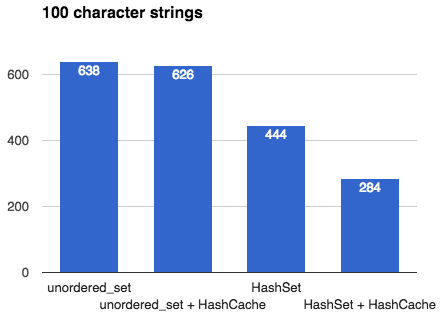 100 character strings
600
400
200
0
638
626
444
284
unordered_set
unordered_set + HashCache
HashSet
HashSet + HashCache